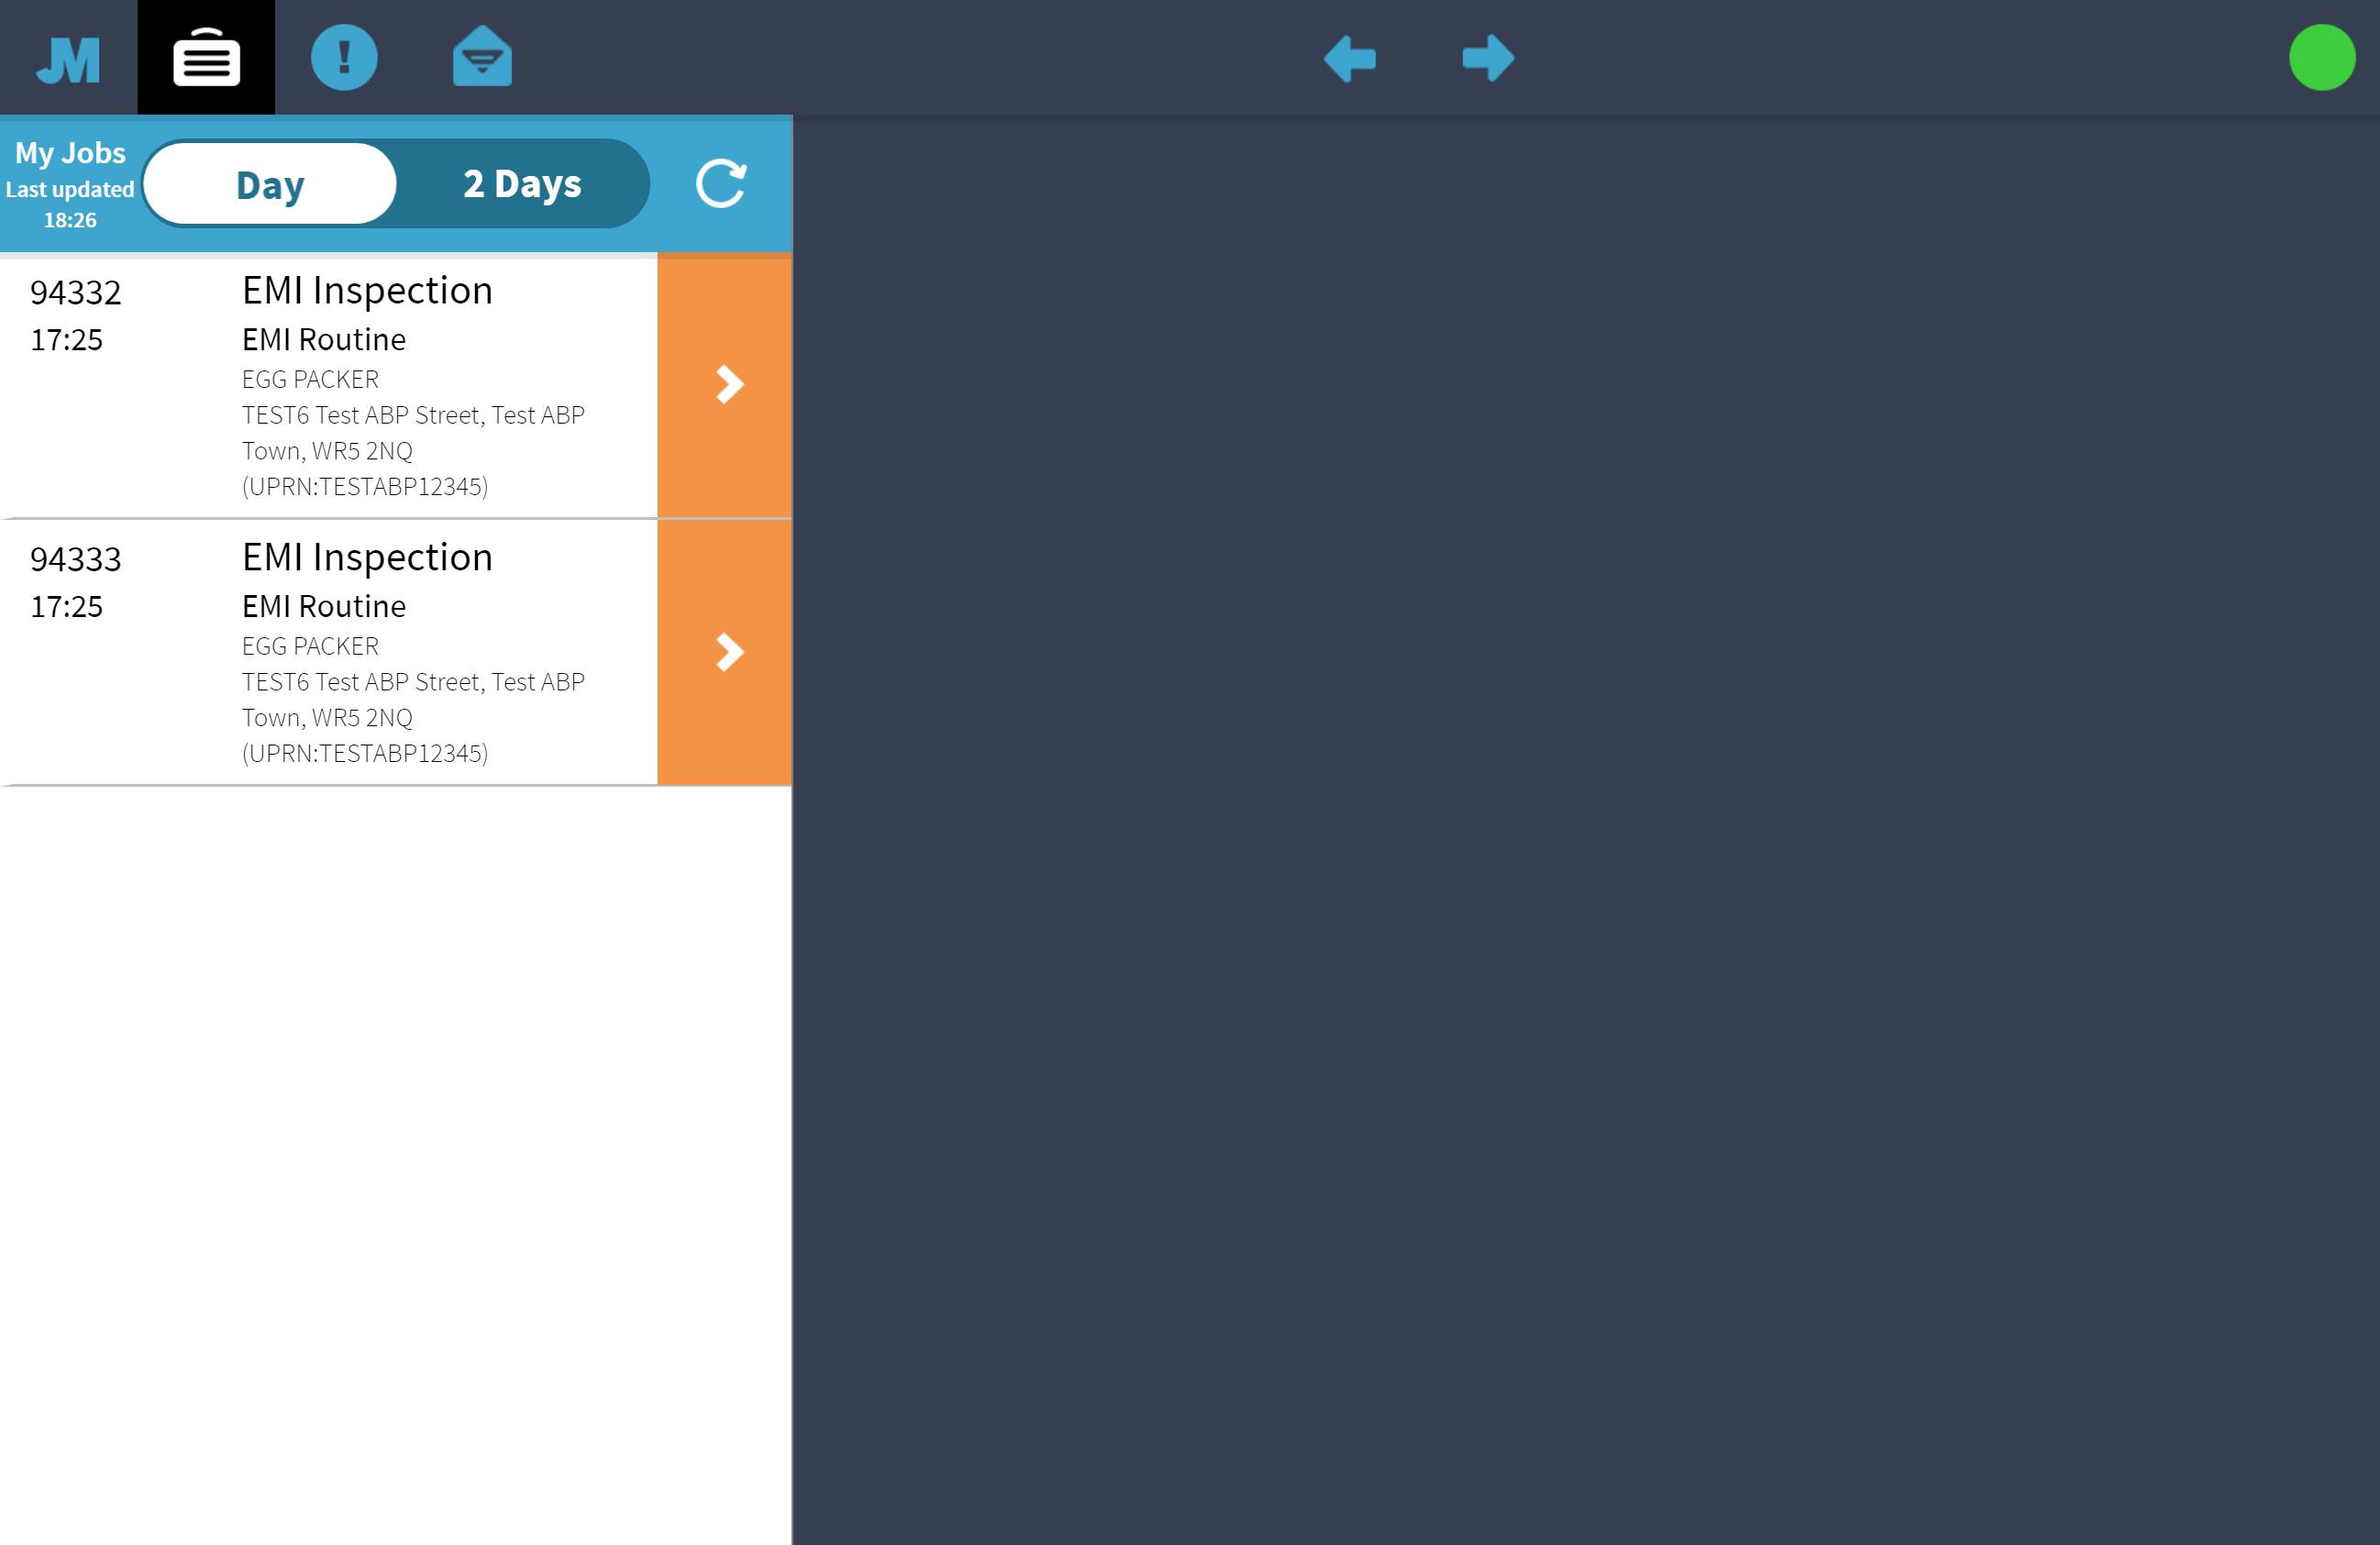 JM
My Jobs
Last updated
18:26
Day
2 Days
94332
17:25
EMI Inspection
EMI Routine
EGG PACKER
TEST6 Test ABP Street, Test ABP
Town, WR5 2NQ
(UPRN:TESTABP12345)
94333
17:25
EMI Inspection
EMI Routine
EGG PACKER
TEST6 Test ABP Street, Test ABP
Town, WR5 2NQ
(UPRN:TESTABP12345)